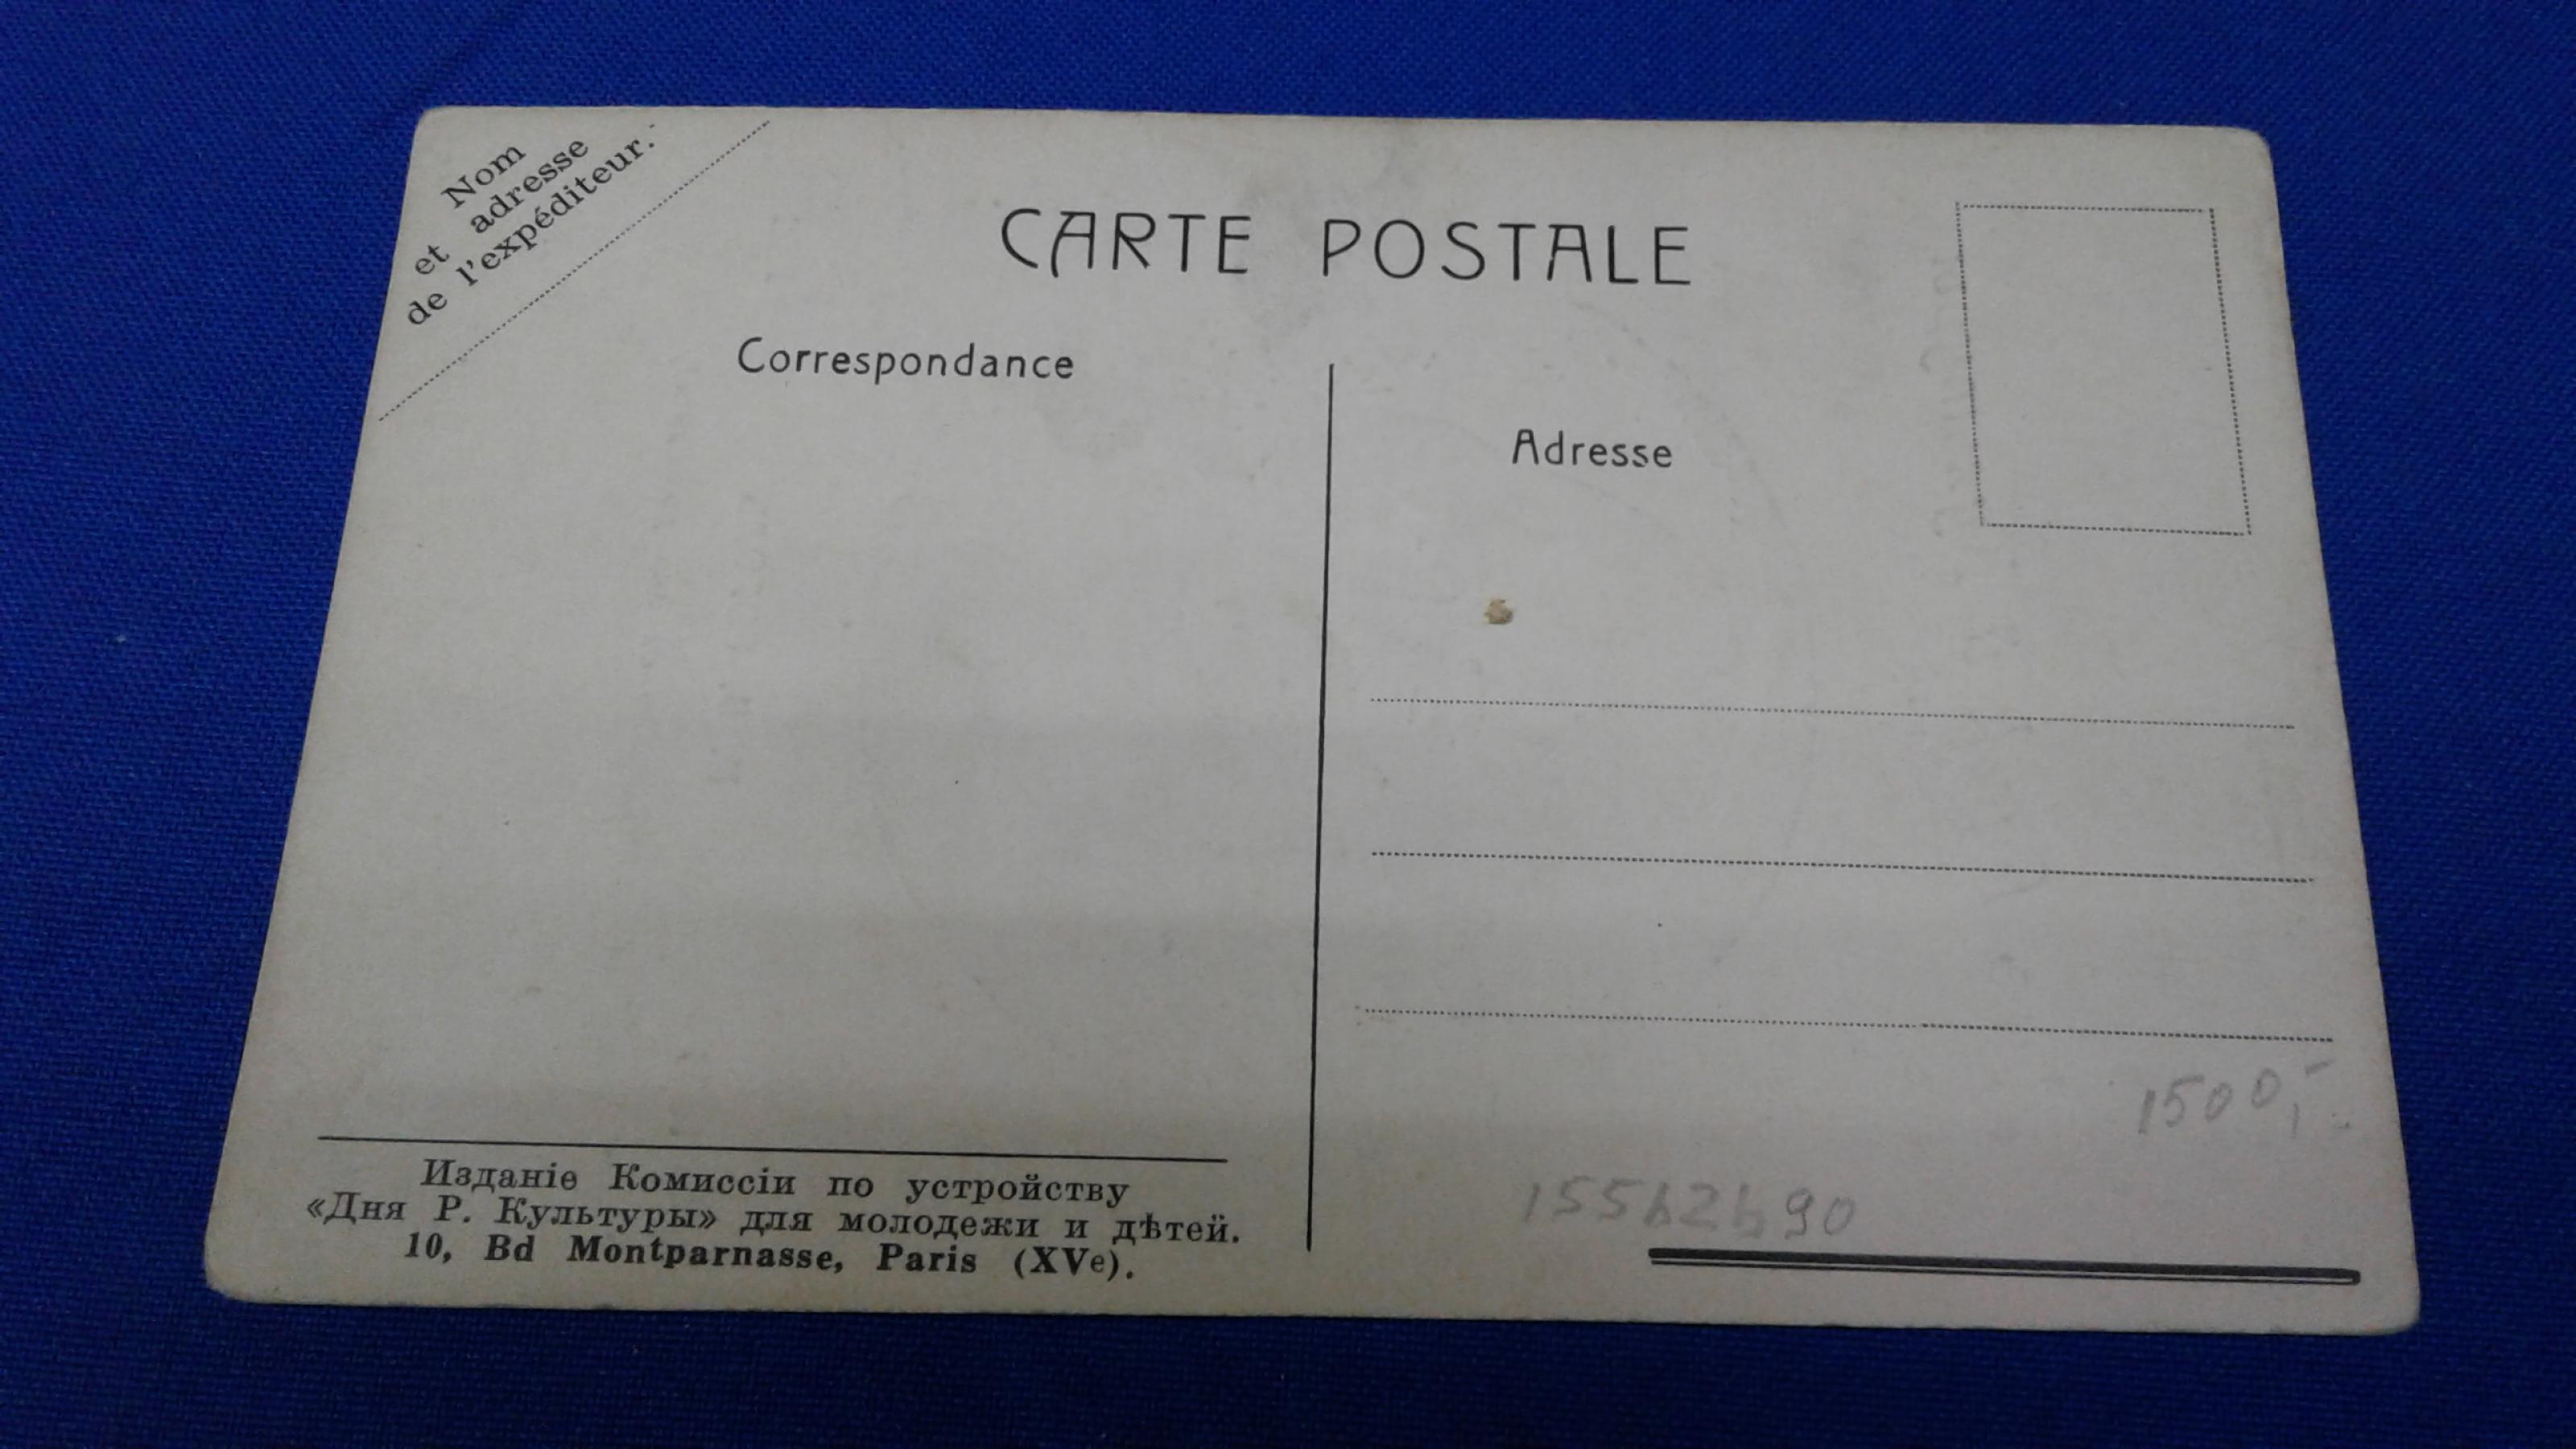 Nom
et adresse
de l'expéditeur.
CARTE POSTALE
Correspondance
Adresse
1500,-
Изданіе Комиссіи по устройству
«Дня Р. Культуры» для молодежи и дѣтей.
10, Bd Montparnasse, Paris (XVe).